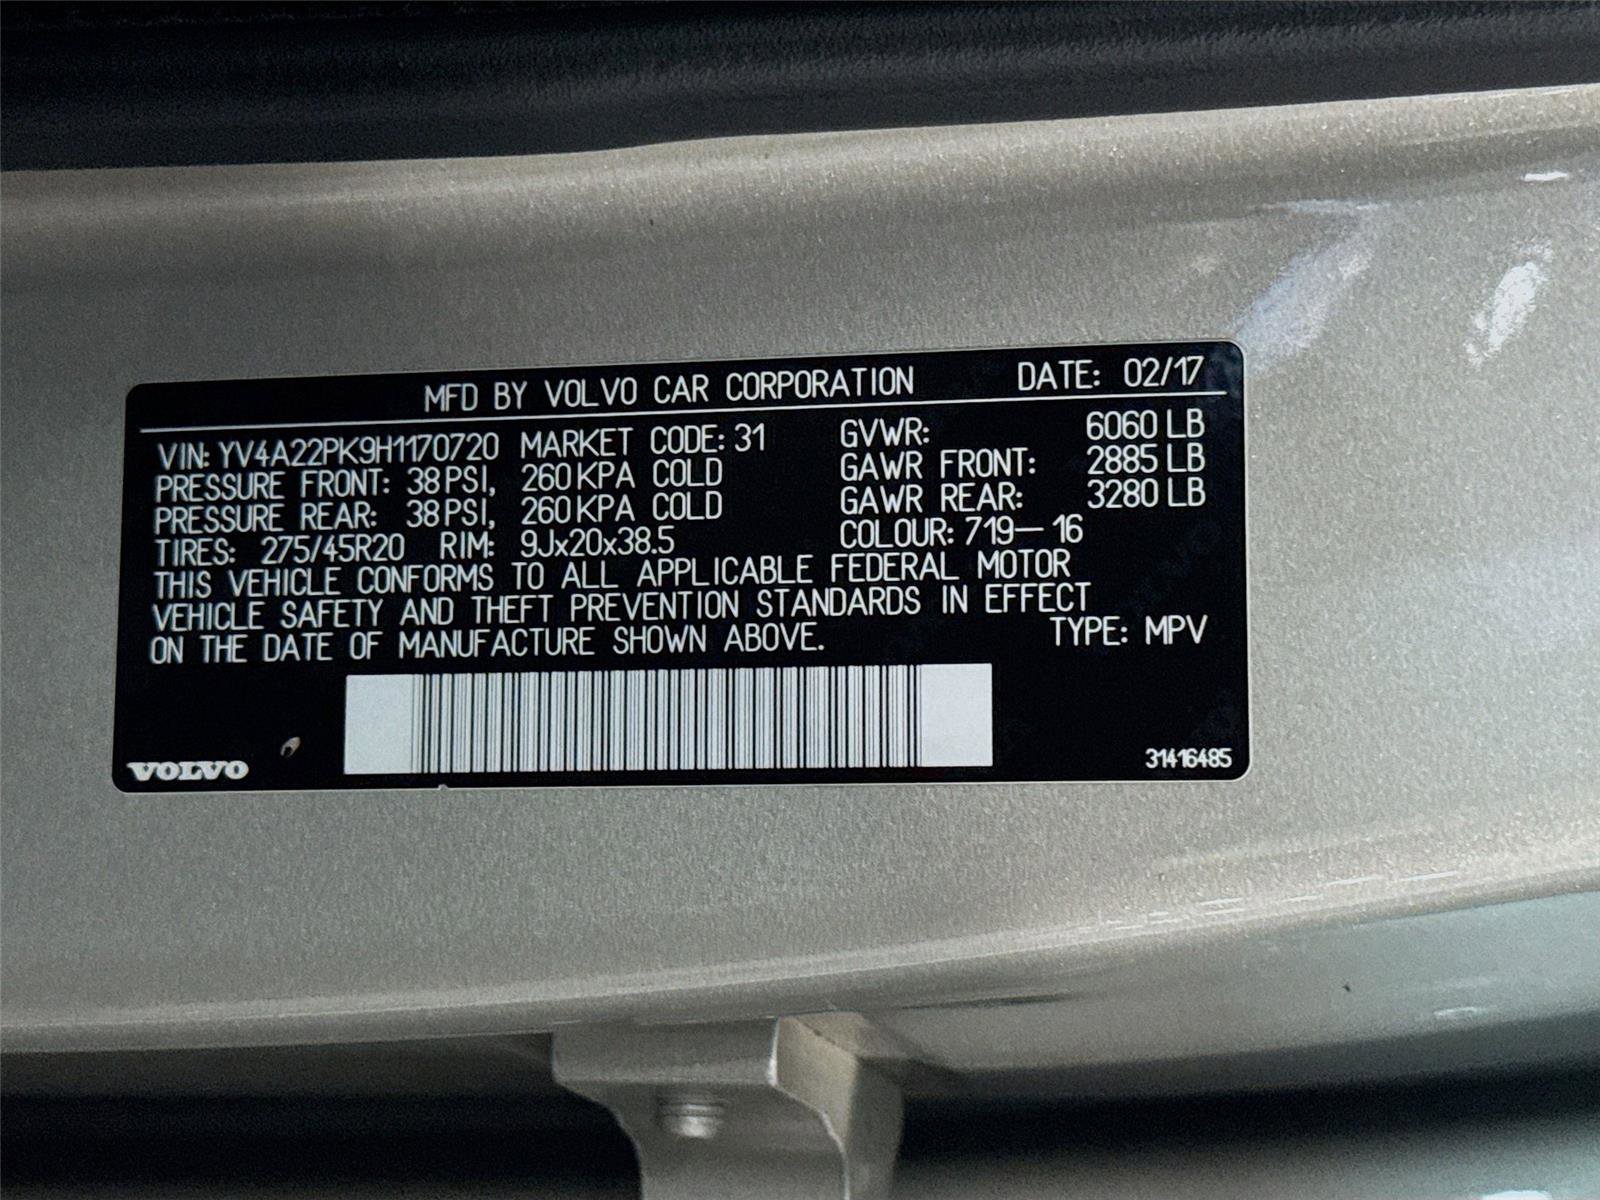 MFD BY VOLVO CAR CORPORATION DATE: 02/17
VIN: YV4A22PK9H1170720 MARKET CODE: 31 GVWR: 6060 LB
PRESSURE FRONT: 38 PSI, 260 KPA COLD GAWR FRONT: 2885 LB
PRESSURE REAR: 38 PSI, 260 KPA COLD GAWR REAR: 3280 LB
TIRES: 275/45R20 RIM: 9Jx20x38.5 COLOUR: 719-16
THIS VEHICLE CONFORMS TO ALL APPLICABLE FEDERAL MOTOR
VEHICLE SAFETY AND THEFT PREVENTION STANDARDS IN EFFECT
ON THE DATE OF MANUFACTURE SHOWN ABOVE. TYPE: MPV
VOLVO 31416485